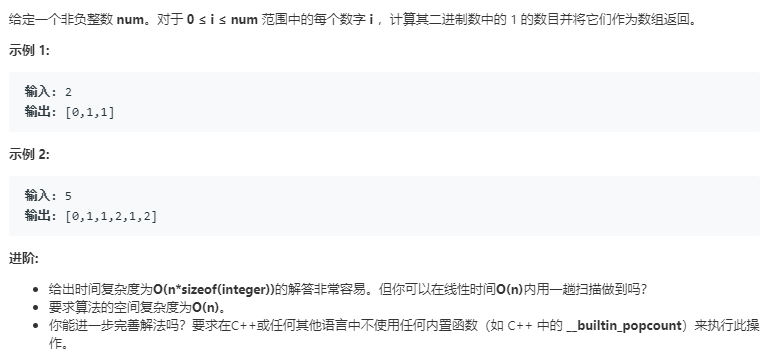 给定一个非负整数 num。对于 0 ≤ i ≤ num 范围中的每个数字 i ，计算其二进制数中的 1 的数目并将它们作为数组返回。
示例 1:
输入: 2
输出: [0,1,1]
示例 2:
输入: 5
输出: [0,1,1,2,1,2]
进阶:
• 给出时间复杂度为O(n*sizeof(integer))的解答非常容易。但你可以在线性时间O(n)内用一趟扫描做到吗？
• 要求算法的空间复杂度为O(n)。
• 你能进一步完善解法吗？要求在C++或任何其他语言中不使用任何内置函数（如 C++ 中的 __builtin_popcount）来执行此操
作。